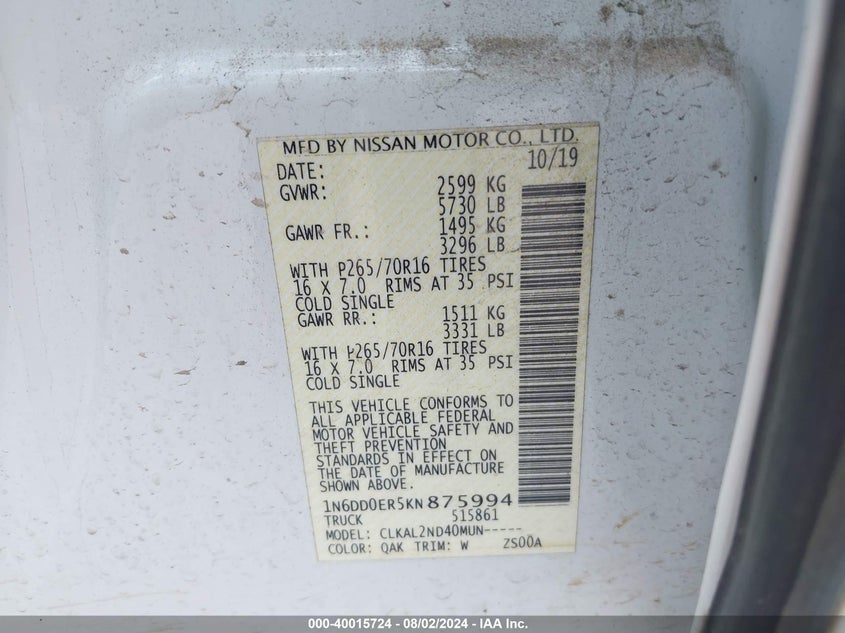 MFD BY NISSAN MOTOR CO., LTD.
DATE: 10/19
GVWR: 2599 KG
5730 LB
GAWR FR.: 1495 KG
3296 LB
WITH P265/70R16 TIRES
16 X 7.0 RIMS AT 35 PSI
COLD SINGLE
GAWR RR.: 1511 KG
3331 LB
WITH P265/70R16 TIRES
16 X 7.0 RIMS AT 35 PSI
COLD SINGLE
THIS VEHICLE CONFORMS TO
ALL APPLICABLE FEDERAL
MOTOR VEHICLE SAFETY AND
THEFT PREVENTION
STANDARDS IN EFFECT ON
THE DATE OF MANUFACTURE
SHOWN ABOVE.
1N6DD0ER5KN875994
TRUCK 515861
MODEL: CLKAL2ND40MUN-----
COLOR: QAK TRIM: W ZS00A
000-40015724 - 08/02/2024 - IAA Inc.